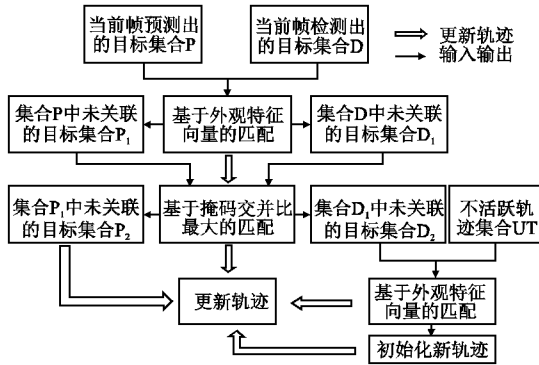 当前帧预测出
的目标集合P
当前帧检测出
的目标集合D
更新轨迹
输入输出
集合P中未关联
的目标集合P₁
基于外观特征
向量的匹配
集合D中未关联
的目标集合D₁
集合P₁中未关联
的目标集合P₂
基于掩码交并比
最大的匹配
集合D₁中未关联
的目标集合D₂
不活跃轨
迹集合UT
更新轨迹
基于外观特征
向量的匹配
初始化新轨迹